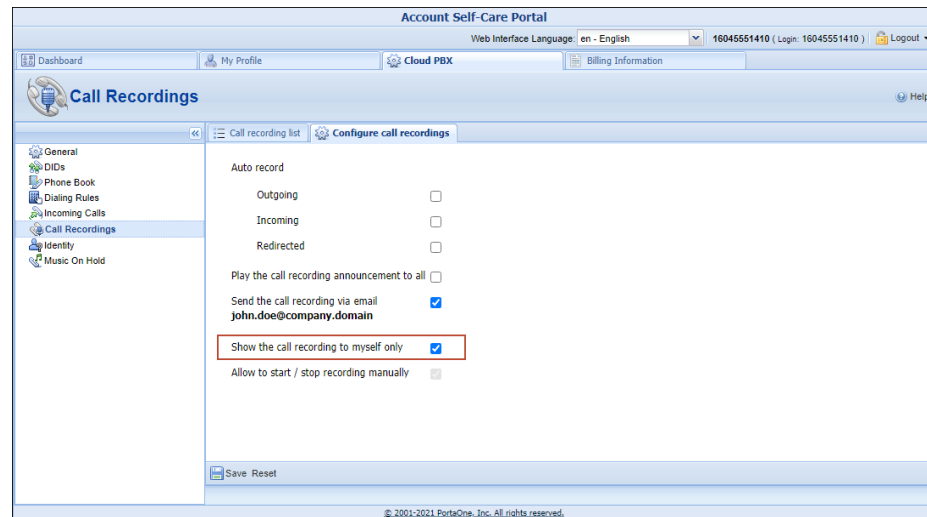 Account Self-Care Portal
Web Interface Language: en - English 16045551410 ( Login: 16045551410 ) Logout
Dashboard My Profile Cloud PBX Billing Information
Call Recordings Help
Call recording list Configure call recordings
General
DIDs
Phone Book
Dialing Rules
Incoming Calls
Call Recordings
Identity
Music On Hold
Auto record
Outgoing
Incoming
Redirected
Play the call recording announcement to all
Send the call recording via email
john.doe@company.domain
Show the call recording to myself only
Allow to start / stop recording manually
Save Reset
© 2001-2021 PortaOne, Inc. All rights reserved.